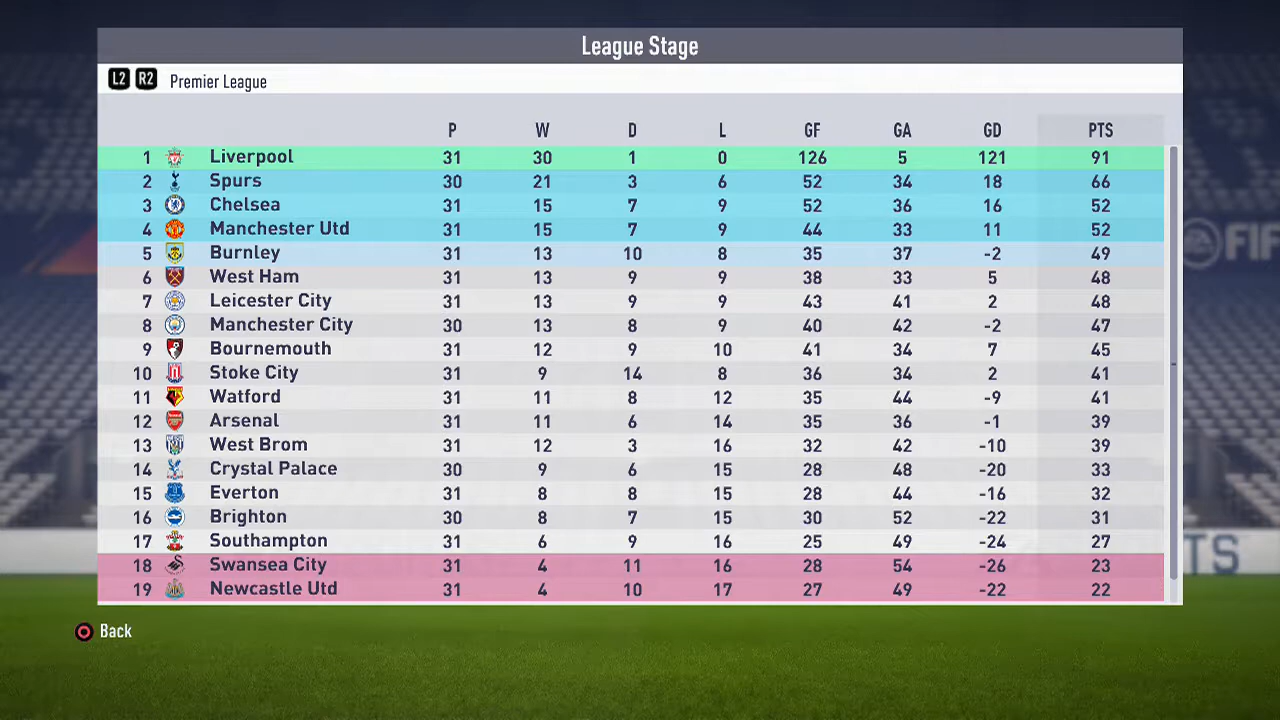 League Stage
L2 R2 Premier League
P W D L GF GA GD PTS
1 Liverpool 31 30 1 0 126 5 121 91
2 Spurs 30 21 3 6 52 34 18 66
3 Chelsea 31 15 7 9 52 36 16 52
4 Manchester Utd 31 15 7 9 44 33 11 52
5 Burnley 31 13 10 8 35 37 -2 49
6 West Ham 31 13 9 9 38 33 5 48
7 Leicester City 31 13 9 9 43 41 2 48
8 Manchester City 30 13 8 9 40 42 -2 47
9 Bournemouth 31 12 9 10 41 34 7 45
10 Stoke City 31 9 14 8 36 34 2 41
11 Watford 31 11 8 12 35 44 -9 41
12 Arsenal 31 11 6 14 35 36 -1 39
13 West Brom 31 12 3 16 32 42 -10 39
14 Crystal Palace 30 9 6 15 28 48 -20 33
15 Everton 31 8 8 15 28 44 -16 32
16 Brighton 30 8 7 15 30 52 -22 31
17 Southampton 31 6 9 16 25 49 -24 27
18 Swansea City 31 4 11 16 28 54 -26 23
19 Newcastle Utd 31 4 10 17 27 49 -22 22
Back
EA FIF
TS